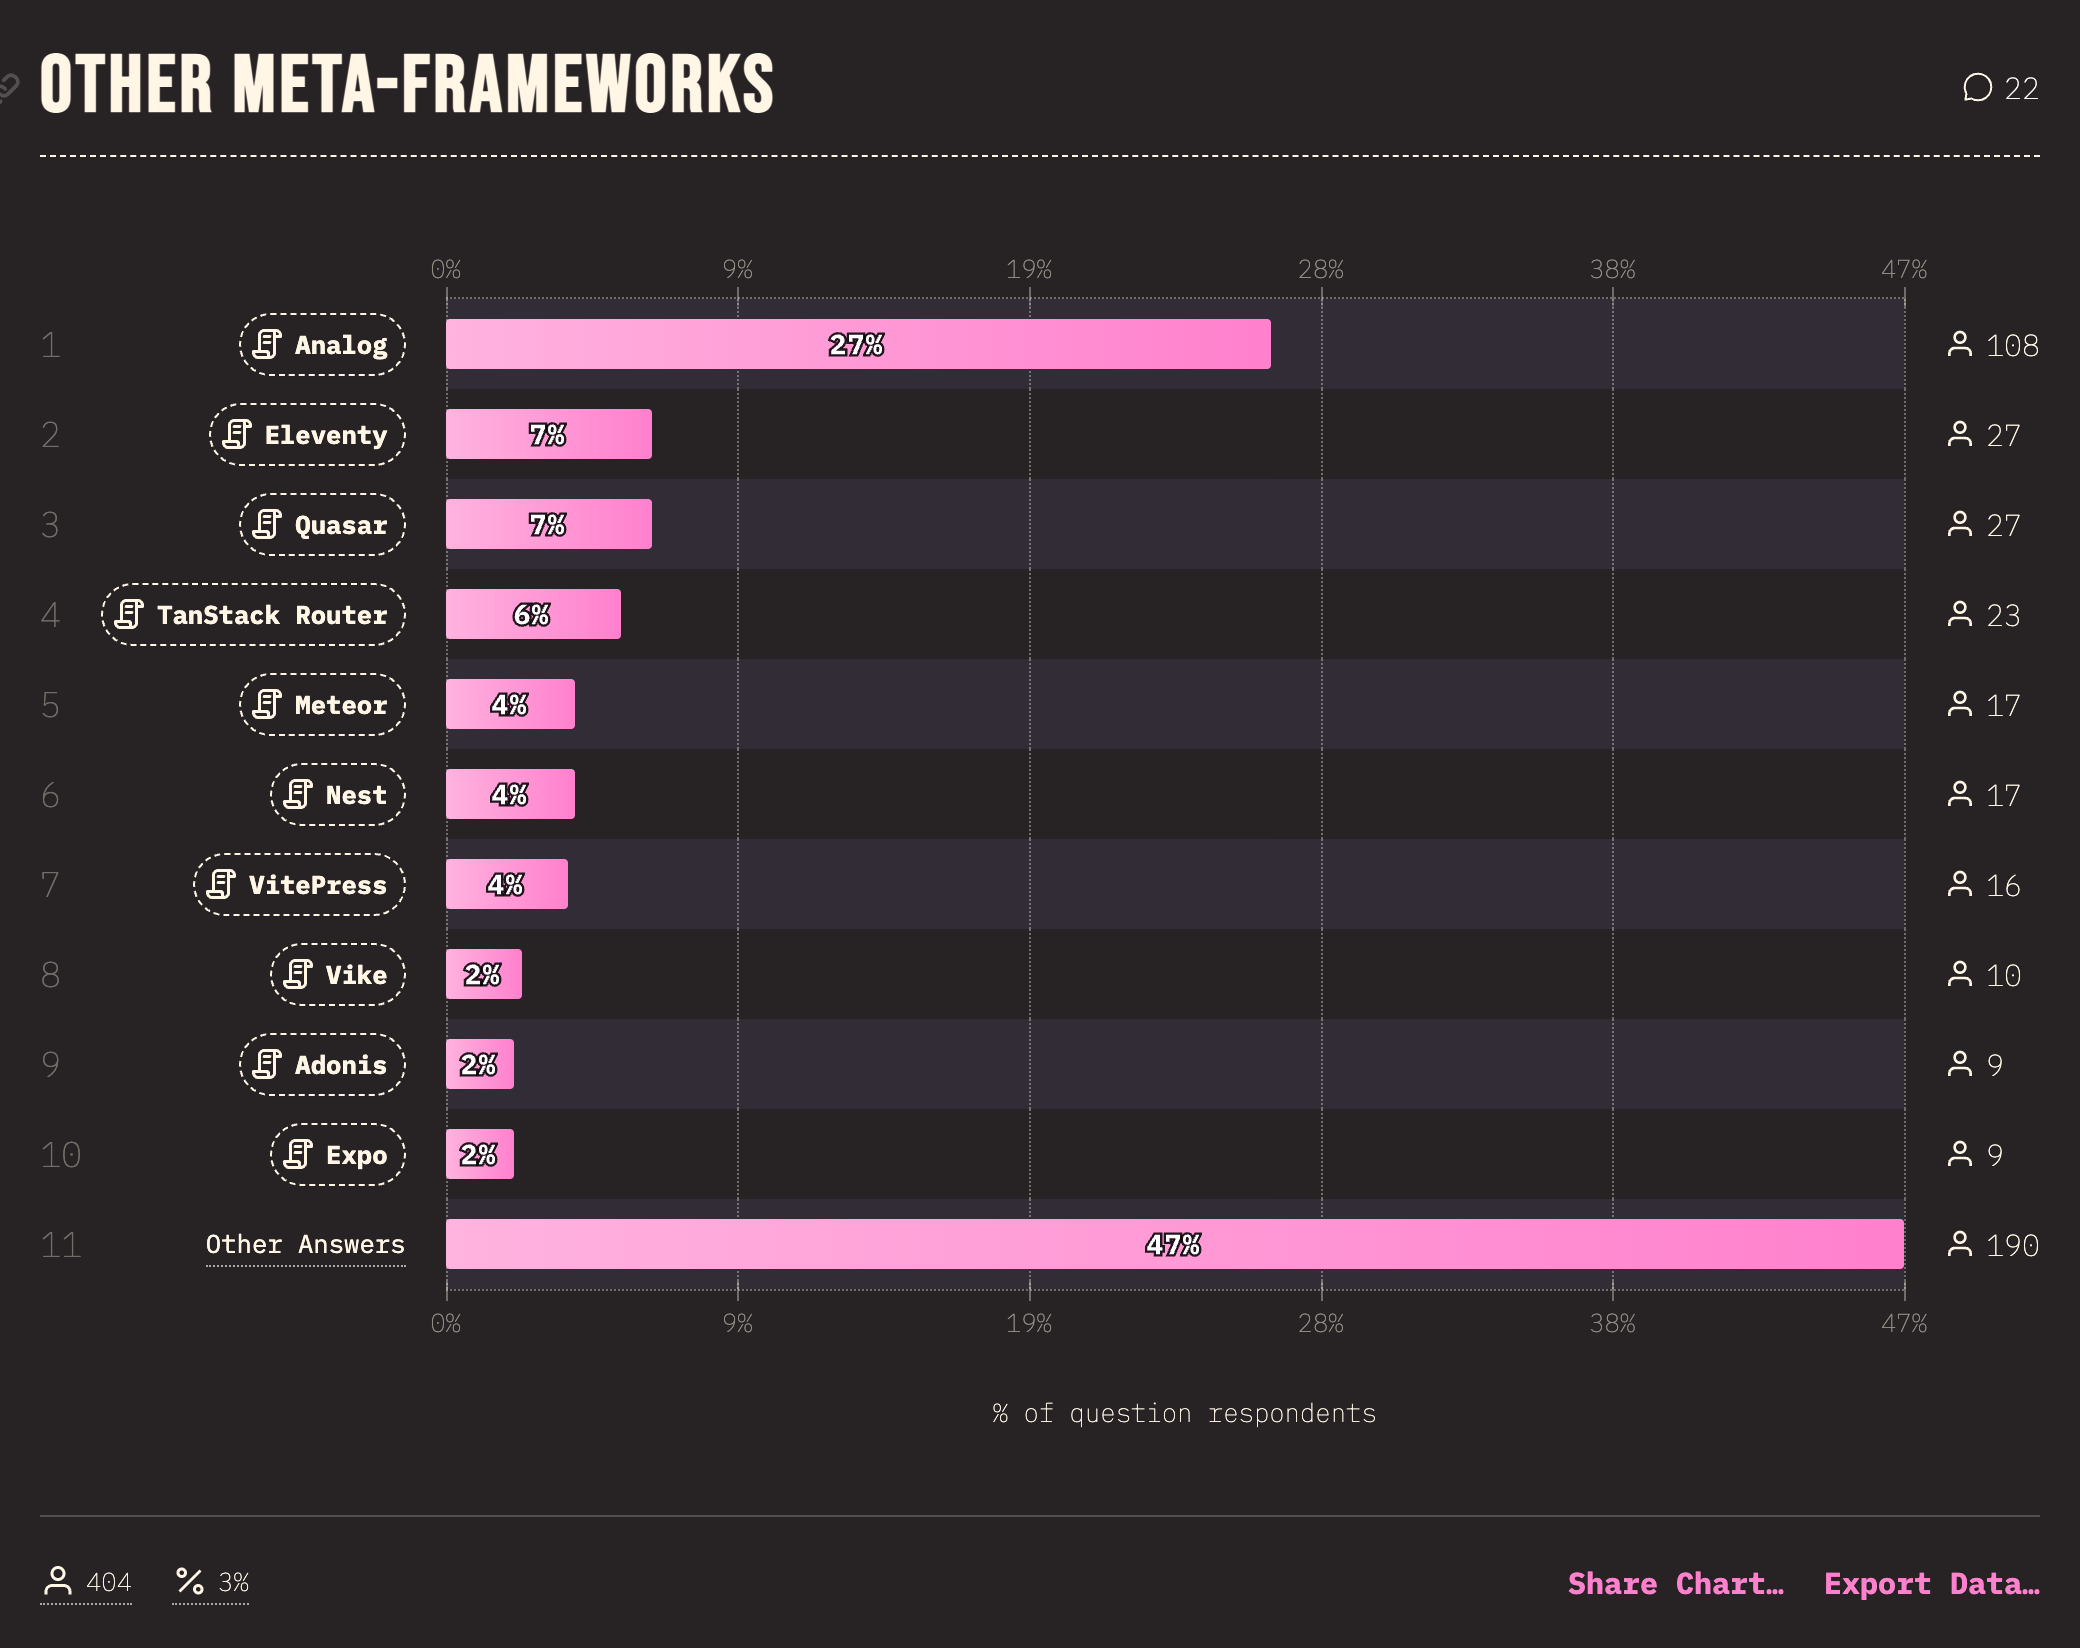 OTHER META-FRAMEWORKS
22
0% 9% 19% 28% 38% 47%
1 Analog 27% 108
2 Eleventy 7% 27
3 Quasar 7% 27
4 TanStack Router 6% 23
5 Meteor 4% 17
6 Nest 4% 17
7 VitePress 4% 16
8 Vike 2% 10
9 Adonis 2% 9
10 Expo 2% 9
11 Other Answers 47% 190
0% 9% 19% 28% 38% 47%
% of question respondents
404 % 3% Share Chart… Export Data…